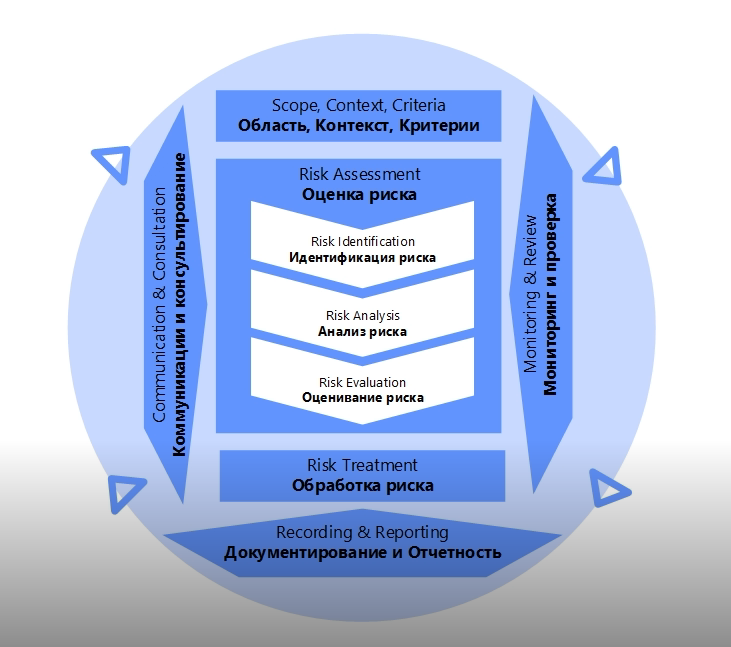 Scope, Context, Criteria
Область, Контекст, Критерии
Communication & Consultation
Коммуникации и консультирование
Risk Assessment
Оценка риска
Risk Identification
Идентификация риска
Risk Analysis
Анализ риска
Risk Evaluation
Оценивание риска
Monitoring & Review
Мониторинг и проверка
Risk Treatment
Обработка риска
Recording & Reporting
Документирование и Отчетность